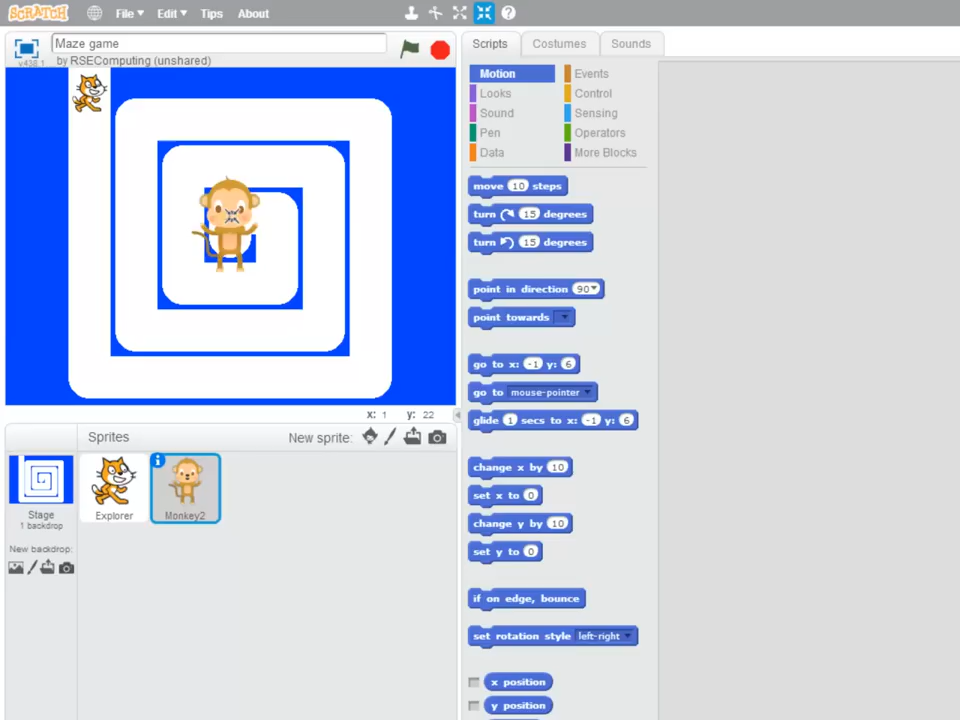 SCRATCH File▼ Edit▼ Tips About
v438.1 Maze game
by RSEComputing (unshared)
x: 1 y: 22
Sprites New sprite:
Stage
1 backdrop
New backdrop:
Explorer
Monkey2
Scripts Costumes Sounds
Motion Events
Looks Control
Sound Sensing
Pen Operators
Data More Blocks
move 10 steps
turn 15 degrees
turn 15 degrees
point in direction 90▼
point towards
go to x: -1 y: 6
go to mouse-pointer
glide 1 secs to x: -1 y: 6
change x by 10
set x to 0
change y by 10
set y to 0
if on edge, bounce
set rotation style left-right
x position
y position